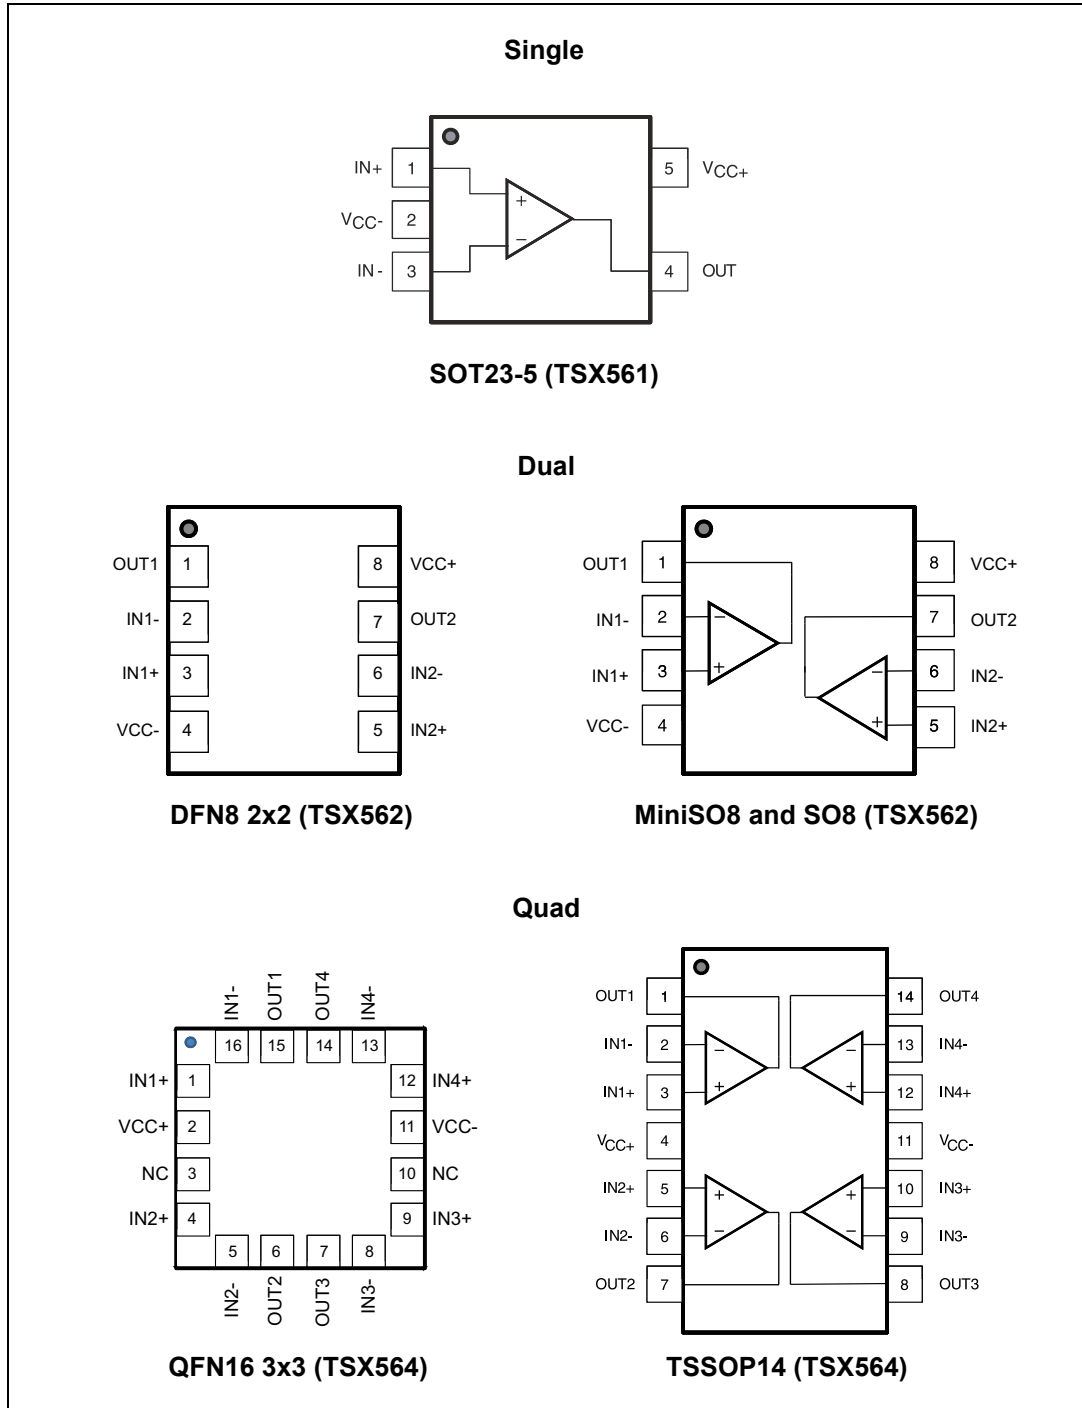 Single
IN+ 1 5 VCC+
VCC- 2
IN - 3 4 OUT
+
−
SOT23-5 (TSX561)
Dual
OUT1 1 8 VCC+
IN1- 2 7 OUT2
IN1+ 3 6 IN2-
VCC- 4 5 IN2+
DFN8 2x2 (TSX562)
OUT1 1 8 VCC+
IN1- 2 − 7 OUT2
IN1+ 3 + − 6 IN2-
VCC- 4 + 5 IN2+
MiniSO8 and SO8 (TSX562)
Quad
IN1- OUT1 OUT4 IN4-
16 15 14 13
IN1+ 1 12 IN4+
VCC+ 2 11 VCC-
NC 3 10 NC
IN2+ 4 9 IN3+
5 6 7 8
IN2- OUT2 OUT3 IN3-
QFN16 3x3 (TSX564)
OUT1 1 14 OUT4
IN1- 2 − − 13 IN4-
IN1+ 3 + + 12 IN4+
VCC+ 4 11 VCC-
IN2+ 5 + + 10 IN3+
IN2- 6 − − 9 IN3-
OUT2 7 8 OUT3
TSSOP14 (TSX564)